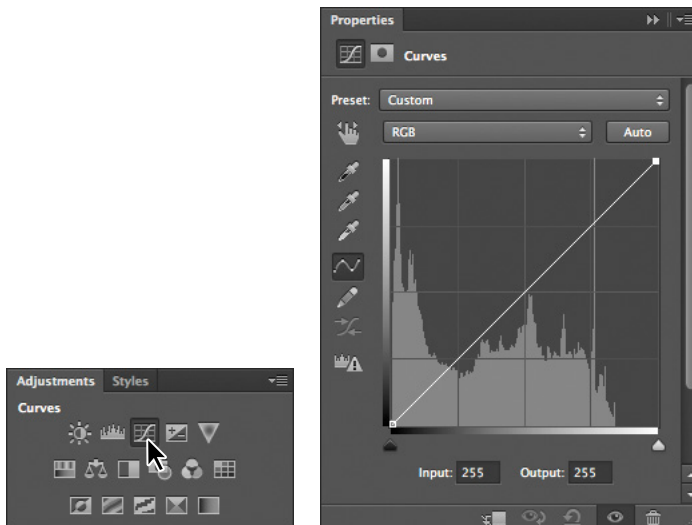 Properties
Curves
Preset: Custom
RGB Auto
Input: 255 Output: 255
Adjustments Styles
Curves